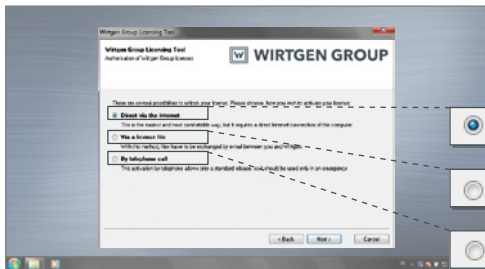 Wirtgen Group Licensing Tool
Wirtgen Group Licensing Tool
Authorization of Wirtgen Group licences
WIRTGEN GROUP
There are several possibilities to unlock your license. Please choose, how you wish to activate your license:
Direct via the internet
This is the easiest and most comfortable way, but it requires a direct Internet connection of this computer.
Via a license file
With this method, files have to be exchanged by e-mail between you and Wirtgen.
By telephone call
The activation by telephone allows only a standard release and should be used only in an emergency.
< Back
Next >
Cancel